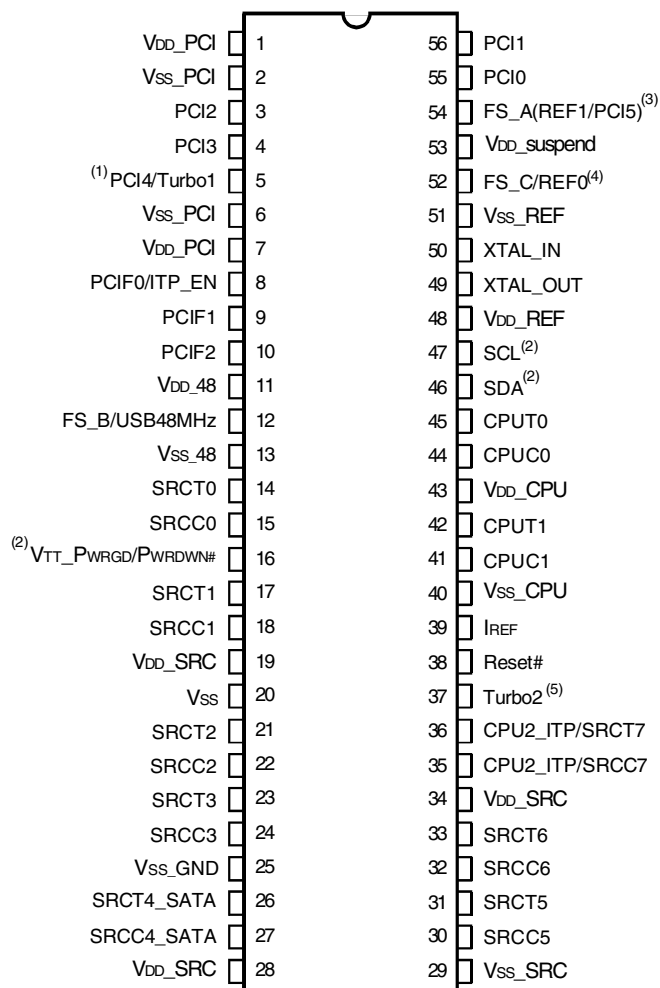 VDD_PCI 1 56 PCI1
VSS_PCI 2 55 PCI0
PCI2 3 54 FS_A(REF1/PCI5)(3)
PCI3 4 53 VDD_suspend
(1)PCI4/Turbo1 5 52 FS_C/REF0(4)
VSS_PCI 6 51 VSS_REF
VDD_PCI 7 50 XTAL_IN
PCIF0/ITP_EN 8 49 XTAL_OUT
PCIF1 9 48 VDD_REF
PCIF2 10 47 SCL(2)
VDD_48 11 46 SDA(2)
FS_B/USB48MHz 12 45 CPUT0
VSS_48 13 44 CPUC0
SRCT0 14 43 VDD_CPU
SRCC0 15 42 CPUT1
(2)VTT_PWRGD/PWRDWN# 16 41 CPUC1
SRCT1 17 40 VSS_CPU
SRCC1 18 39 IREF
VDD_SRC 19 38 Reset#
VSS 20 37 Turbo2(5)
SRCT2 21 36 CPU2_ITP/SRCT7
SRCC2 22 35 CPU2_ITP/SRCC7
SRCT3 23 34 VDD_SRC
SRCC3 24 33 SRCT6
VSS_GND 25 32 SRCC6
SRCT4_SATA 26 31 SRCT5
SRCC4_SATA 27 30 SRCC5
VDD_SRC 28 29 VSS_SRC